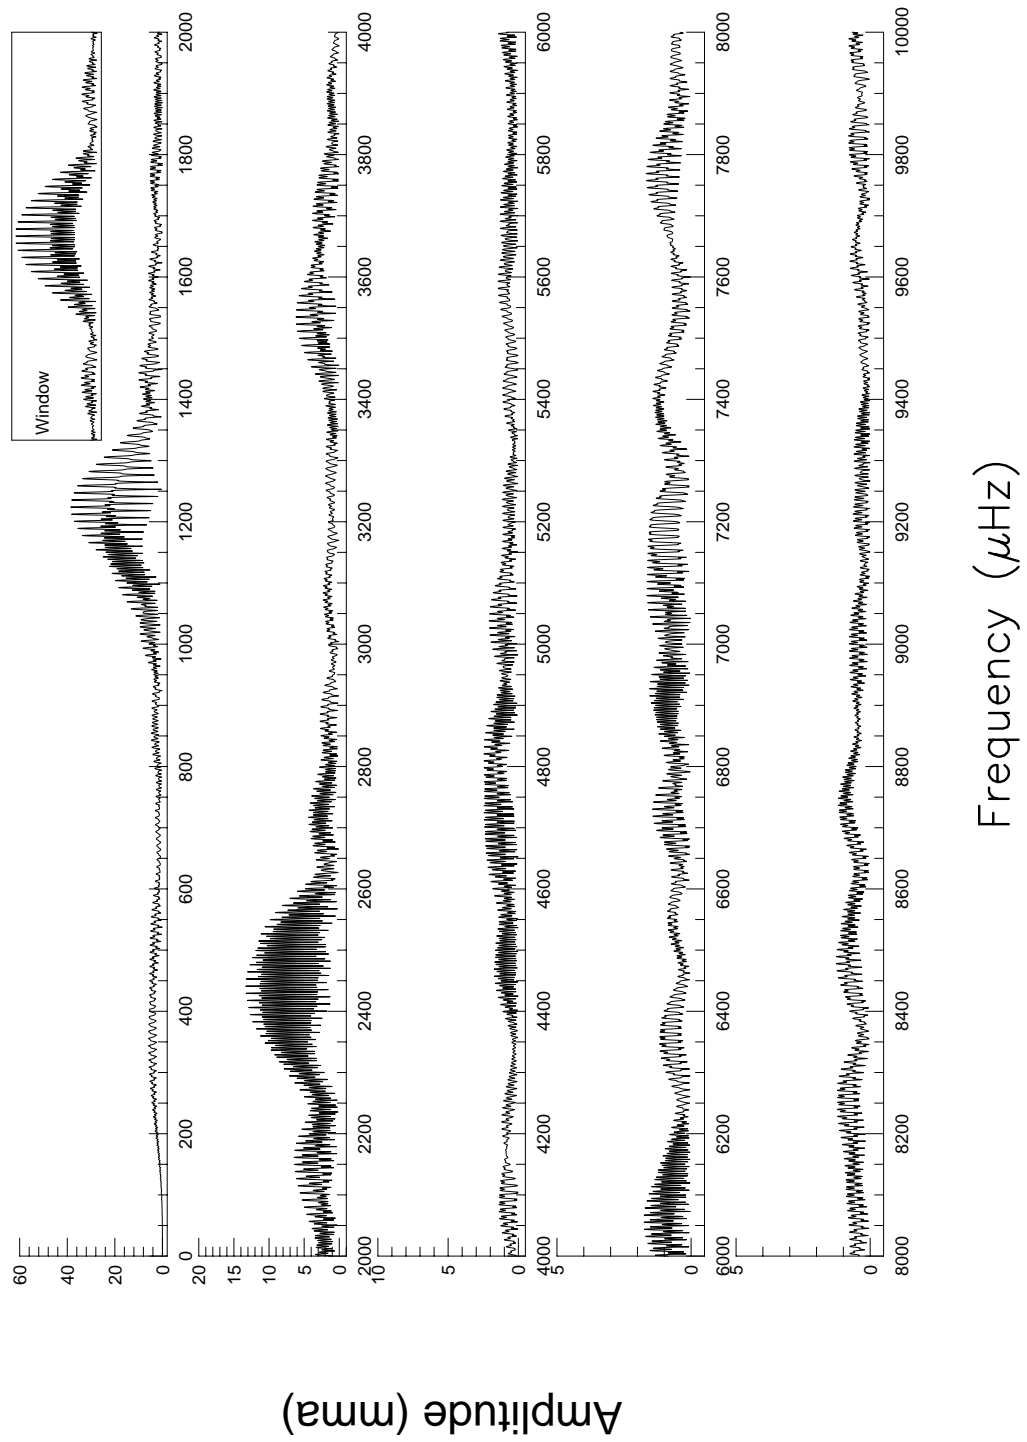 Window
60
40
20
0
0 200 400 600 800 1000 1200 1400 1600 1800 2000
20
15
10
5
0
2000 2200 2400 2600 2800 3000 3200 3400 3600 3800 4000
10
5
0
4000 4200 4400 4600 4800 5000 5200 5400 5600 5800 6000
5
0
6000 6200 6400 6600 6800 7000 7200 7400 7600 7800 8000
5
0
8000 8200 8400 8600 8800 9000 9200 9400 9600 9800 10000
Amplitude (mma)
Frequency (μHz)